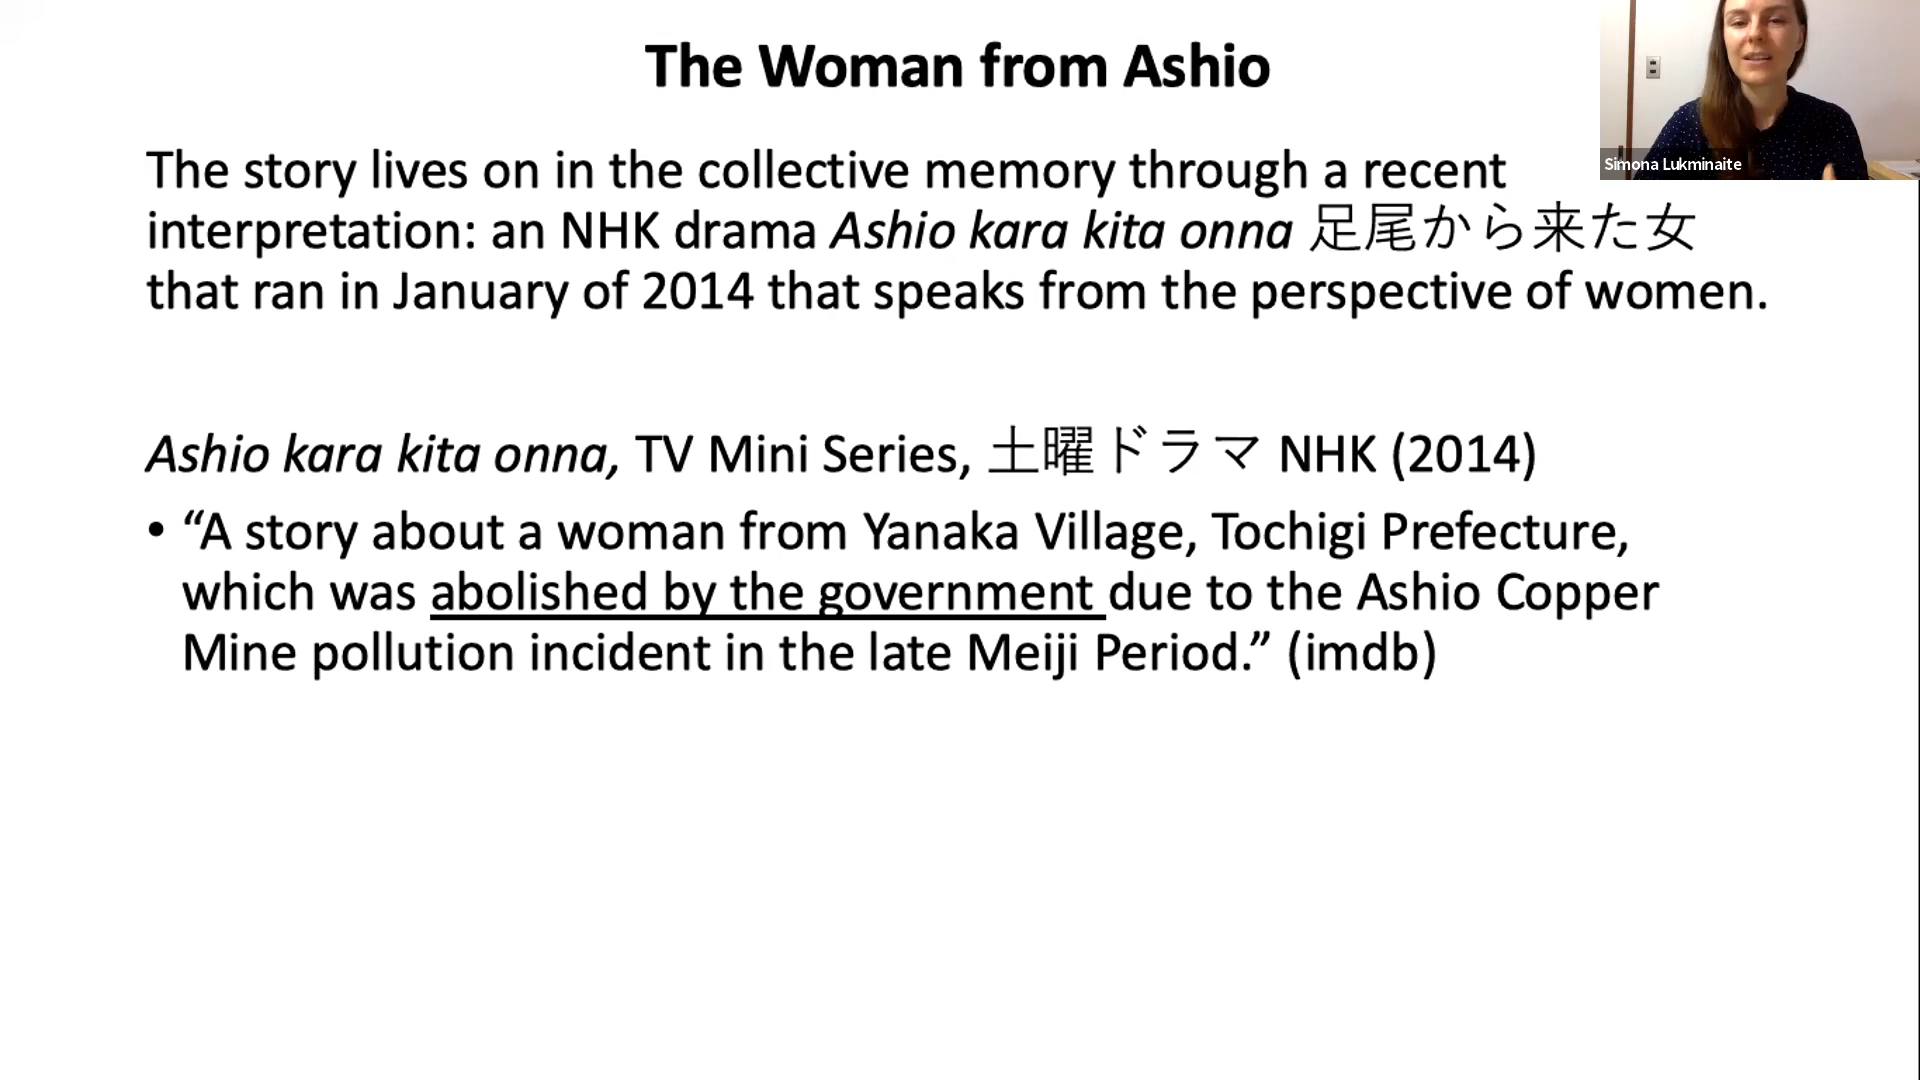 The Woman from Ashio
Simona Lukminaite
The story lives on in the collective memory through a recent
interpretation: an NHK drama Ashio kara kita onna 足尾から来た女
that ran in January of 2014 that speaks from the perspective of women.
Ashio kara kita onna, TV Mini Series, 土曜ドラマ NHK (2014)
• “A story about a woman from Yanaka Village, Tochigi Prefecture,
which was abolished by the government due to the Ashio Copper
Mine pollution incident in the late Meiji Period.” (imdb)